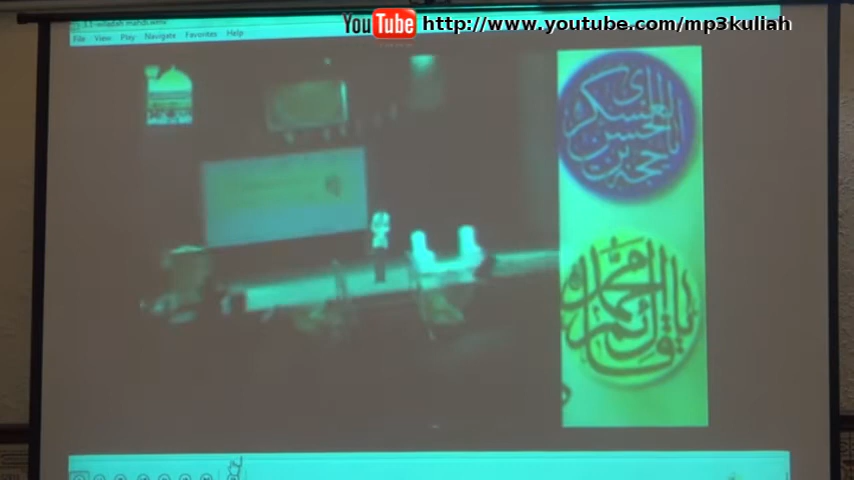 YouTube http://www.youtube.com/mp3kuliah
File View Play Navigate Favorites Help
يا حجة بن
الحسن
العسكري
يا قائم
آل محمد